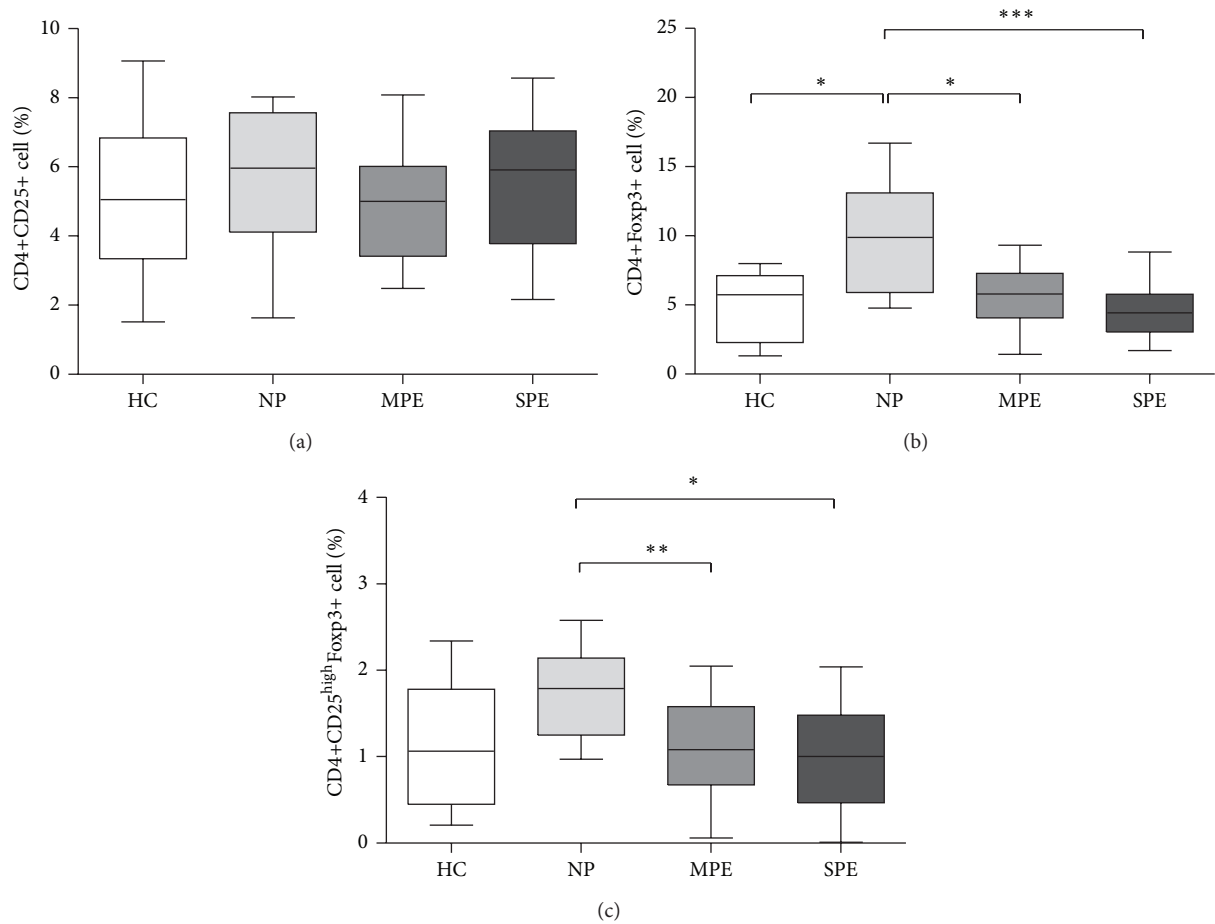 CD4+CD25+ cell (%)
10
8
6
4
2
0
HC NP MPE SPE
(a)
CD4+Foxp3+ cell (%)
25
20
15
10
5
0
***
* *
HC NP MPE SPE
(b)
CD4+CD25highFoxp3+ cell (%)
4
3
2
1
0
*
**
HC NP MPE SPE
(c)